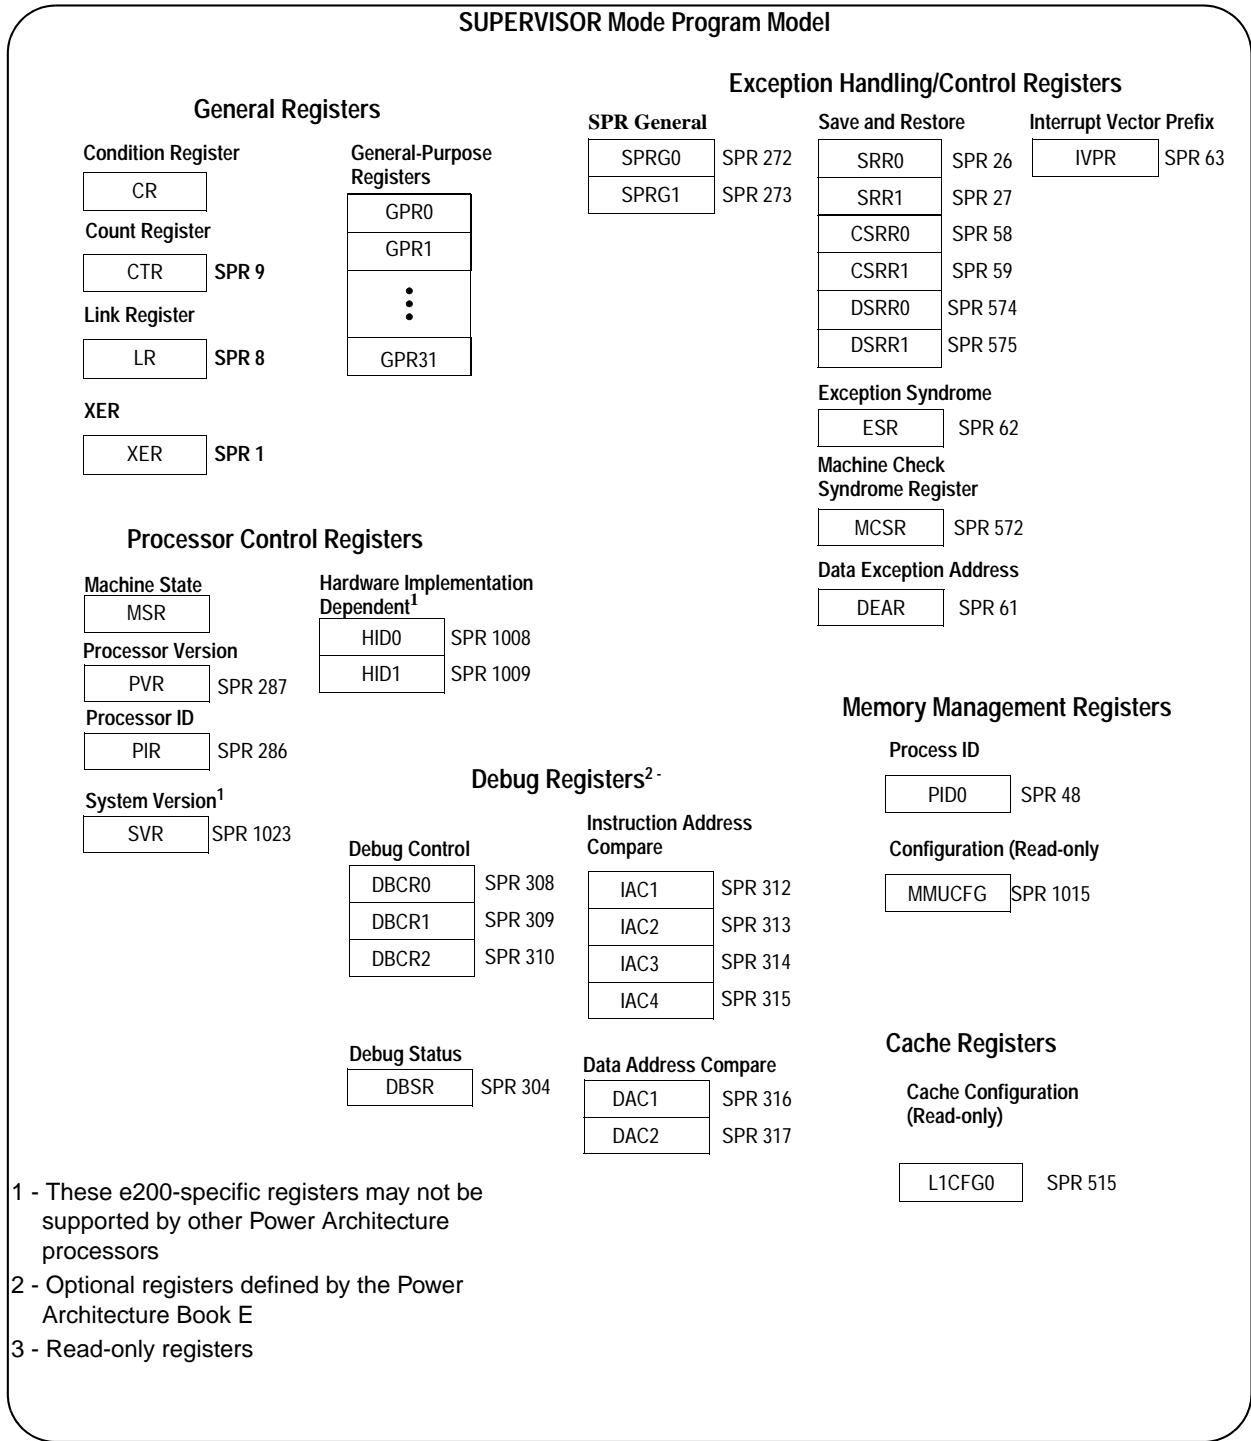 SUPERVISOR Mode Program Model
General Registers
Condition Register
CR
Count Register
CTR SPR 9
Link Register
LR SPR 8
XER
XER SPR 1
General-Purpose
Registers
GPR0
GPR1
GPR31
Exception Handling/Control Registers
SPR General
SPRG0 SPR 272
SPRG1 SPR 273
Save and Restore
SRR0 SPR 26
SRR1 SPR 27
CSRR0 SPR 58
CSRR1 SPR 59
DSRR0 SPR 574
DSRR1 SPR 575
Exception Syndrome
ESR SPR 62
Machine Check
Syndrome Register
MCSR SPR 572
Data Exception Address
DEAR SPR 61
Interrupt Vector Prefix
IVPR SPR 63
Processor Control Registers
Machine State
MSR
Processor Version
PVR SPR 287
Processor ID
PIR SPR 286
System Version1
SVR SPR 1023
Hardware Implementation
Dependent1
HID0 SPR 1008
HID1 SPR 1009
Debug Registers2 -
Debug Control
DBCR0 SPR 308
DBCR1 SPR 309
DBCR2 SPR 310
Debug Status
DBSR SPR 304
Instruction Address
Compare
IAC1 SPR 312
IAC2 SPR 313
IAC3 SPR 314
IAC4 SPR 315
Data Address Compare
DAC1 SPR 316
DAC2 SPR 317
Memory Management Registers
Process ID
PID0 SPR 48
Configuration (Read-only
MMUCFG SPR 1015
Cache Registers
Cache Configuration
(Read-only)
L1CFG0 SPR 515
1 - These e200-specific registers may not be
supported by other Power Architecture
processors
2 - Optional registers defined by the Power
Architecture Book E
3 - Read-only registers